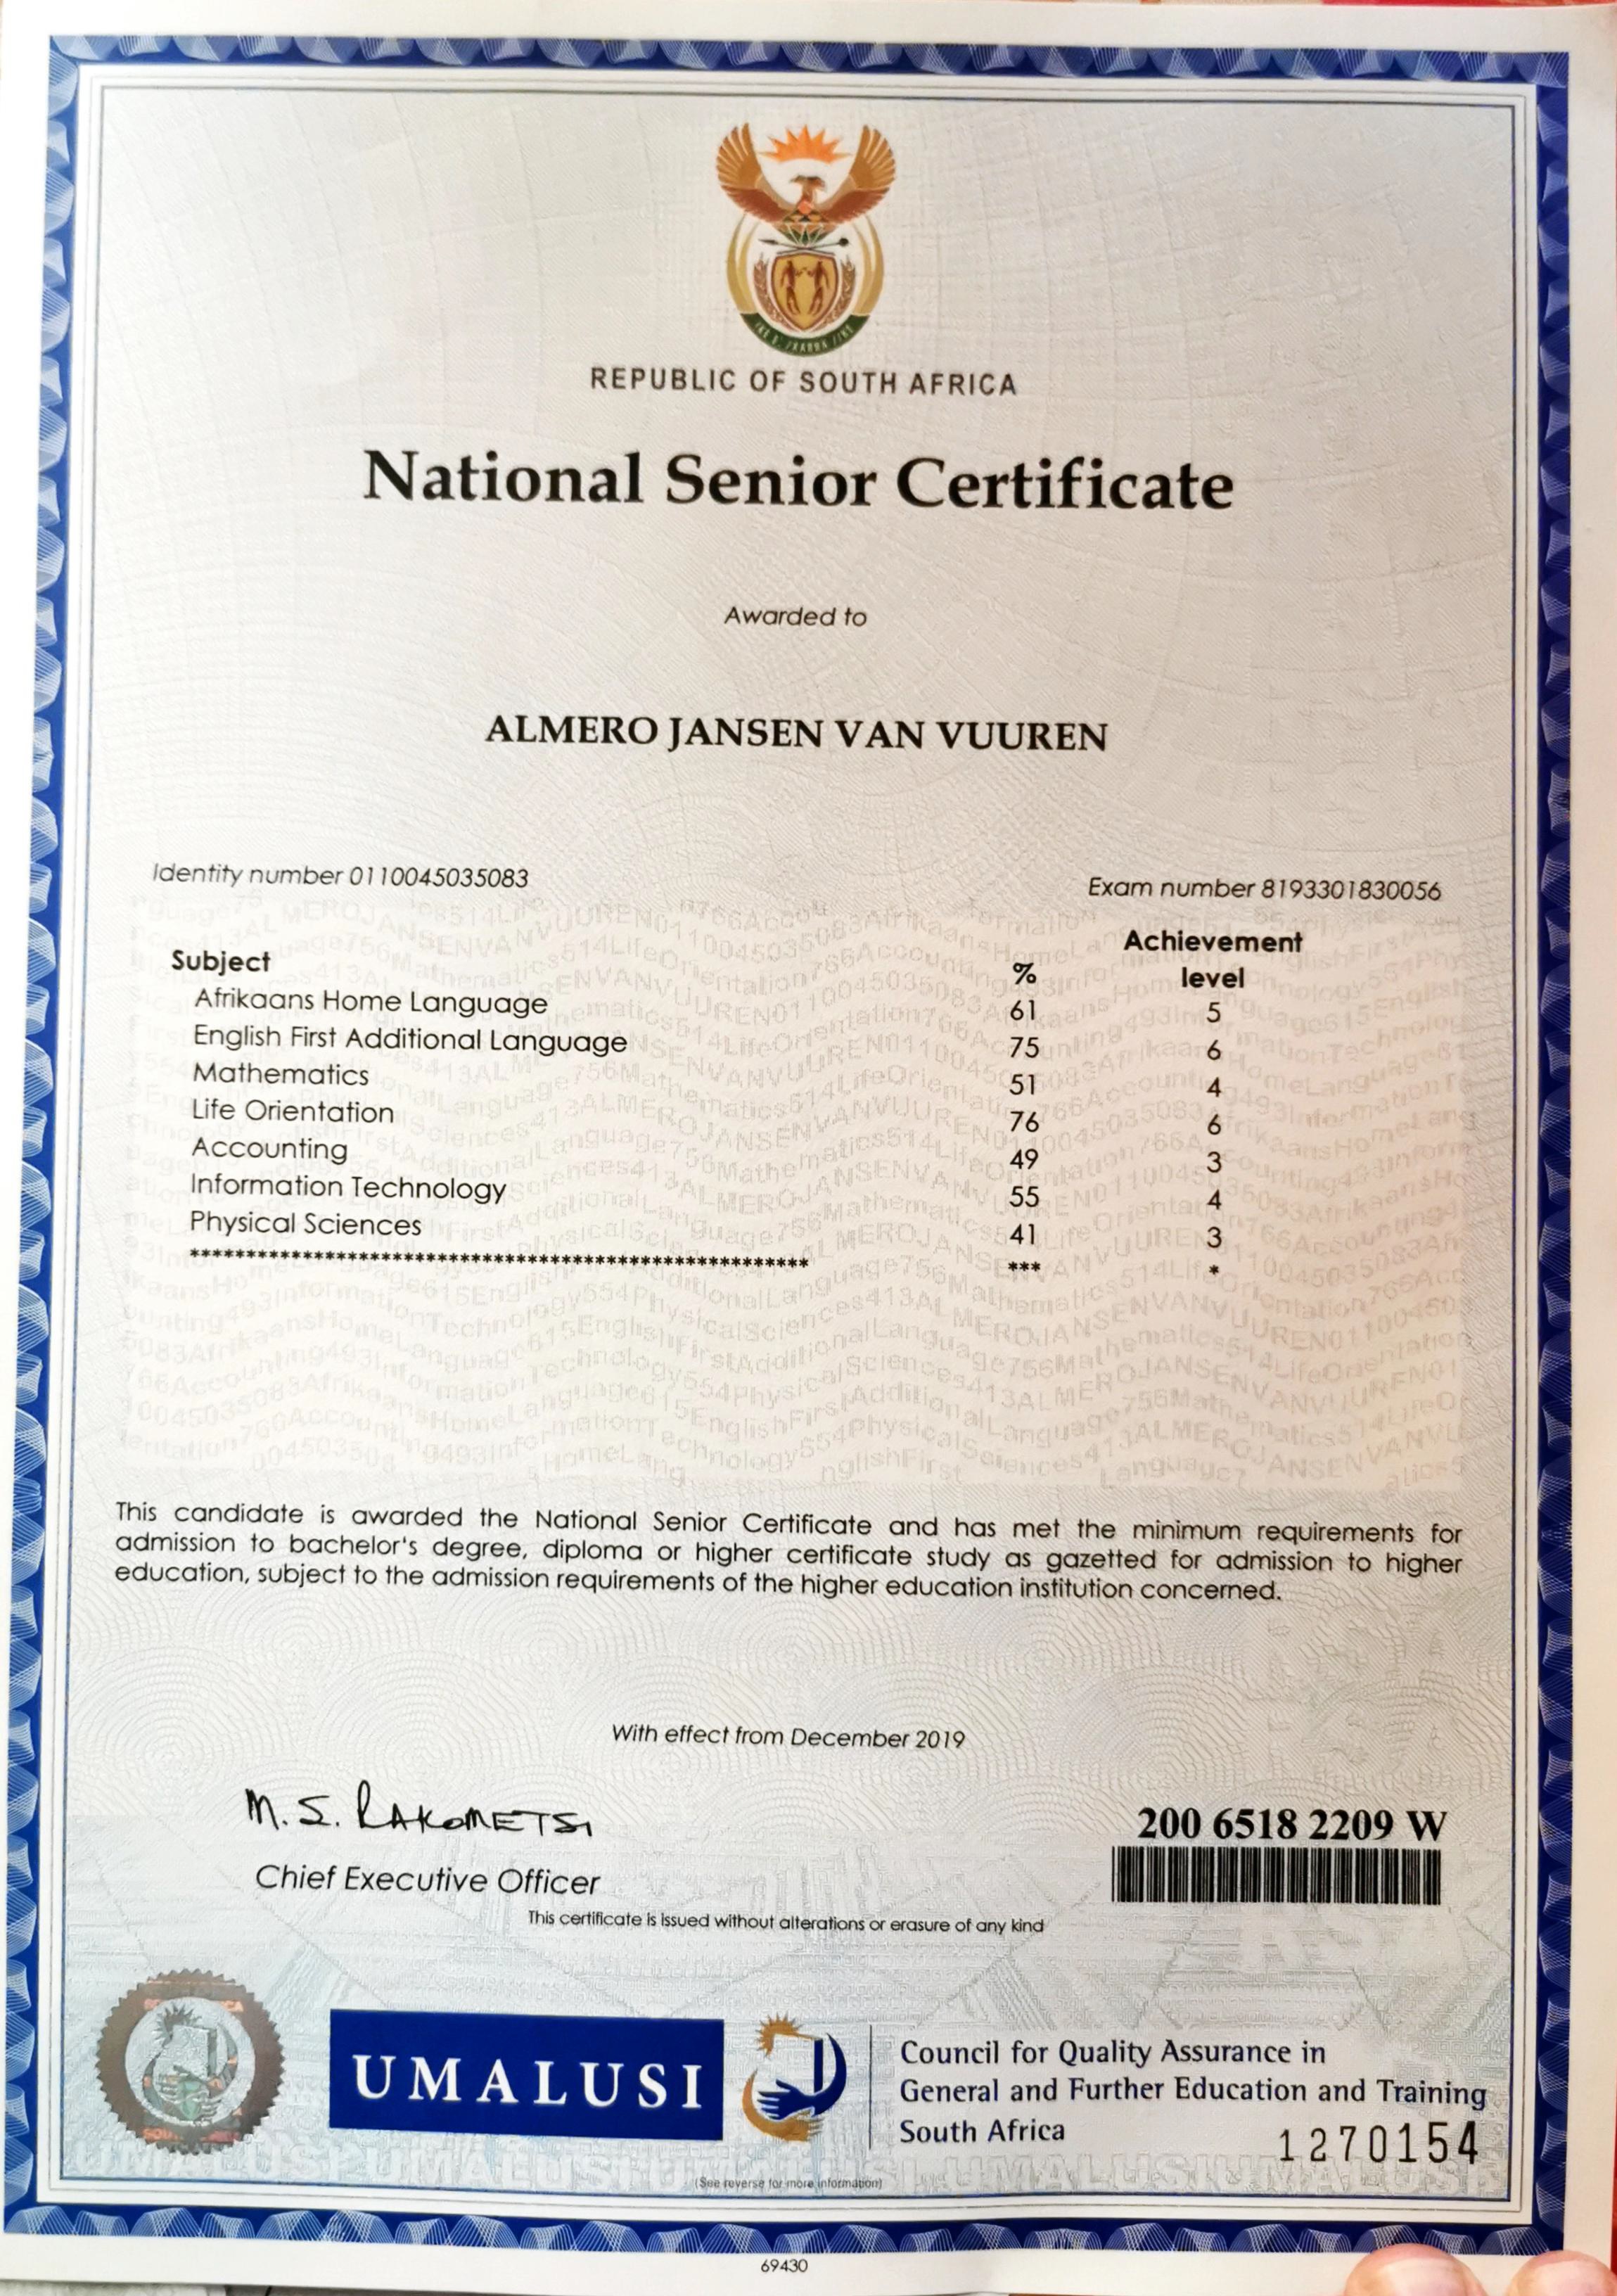 REPUBLIC OF SOUTH AFRICA
National Senior Certificate
Awarded to
ALMERO JANSEN VAN VUUREN
Identity number 0110045035083
Exam number 8193301830056
Subject % Achievement level
Afrikaans Home Language 61 5
English First Additional Language 75 6
Mathematics 51 4
Life Orientation 76 6
Accounting 49 3
Information Technology 55 4
Physical Sciences 41 3
******************************************************* *** *
This candidate is awarded the National Senior Certificate and has met the minimum requirements for
admission to bachelor's degree, diploma or higher certificate study as gazetted for admission to higher
education, subject to the admission requirements of the higher education institution concerned.
With effect from December 2019
M.S. RAKOMETSI
Chief Executive Officer
200 6518 2209 W
This certificate is issued without alterations or erasure of any kind
UMALUSI
Council for Quality Assurance in
General and Further Education and Training
South Africa
1270154
(See reverse for more information)
69430